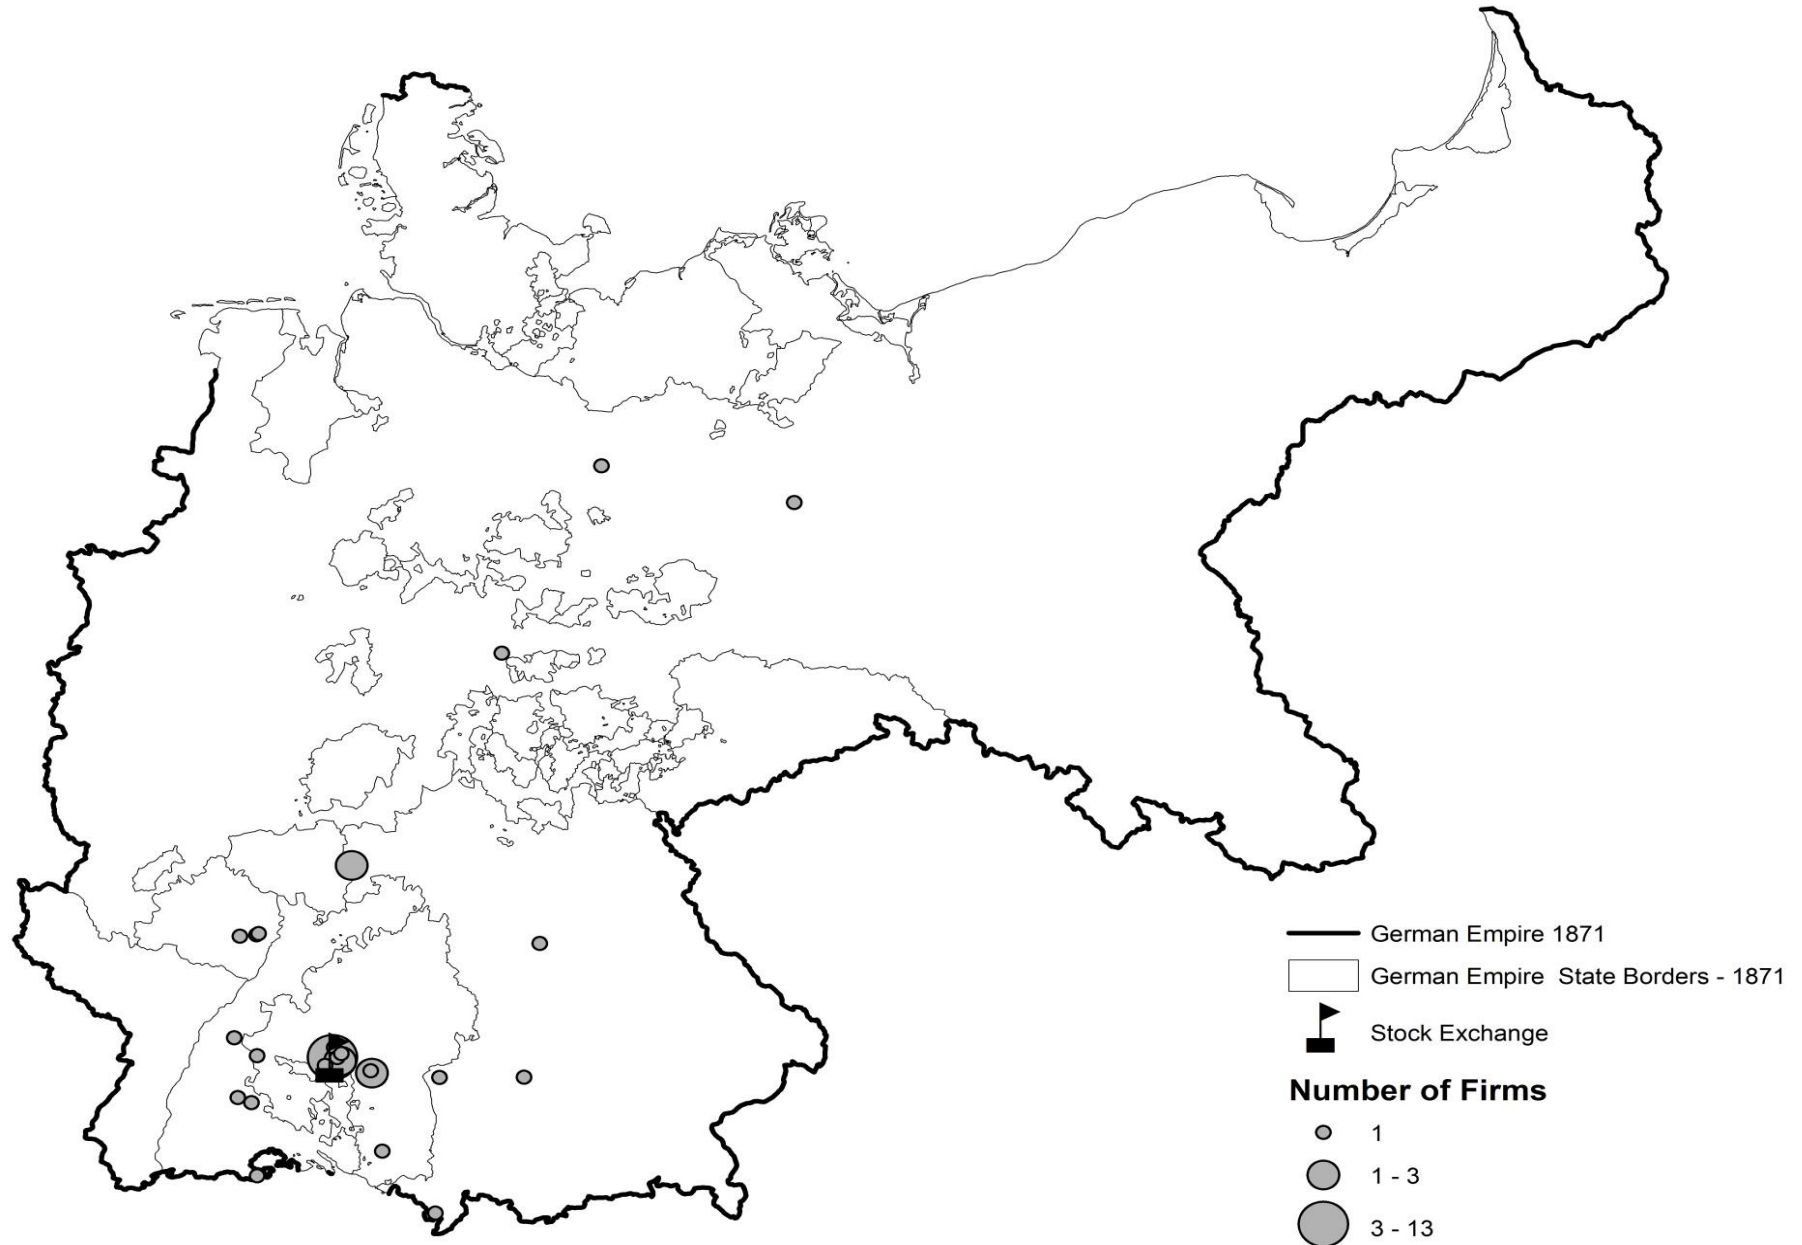 German Empire 1871
German Empire  State Borders - 1871
Stock Exchange
Number of Firms
1
1 - 3
3 - 13